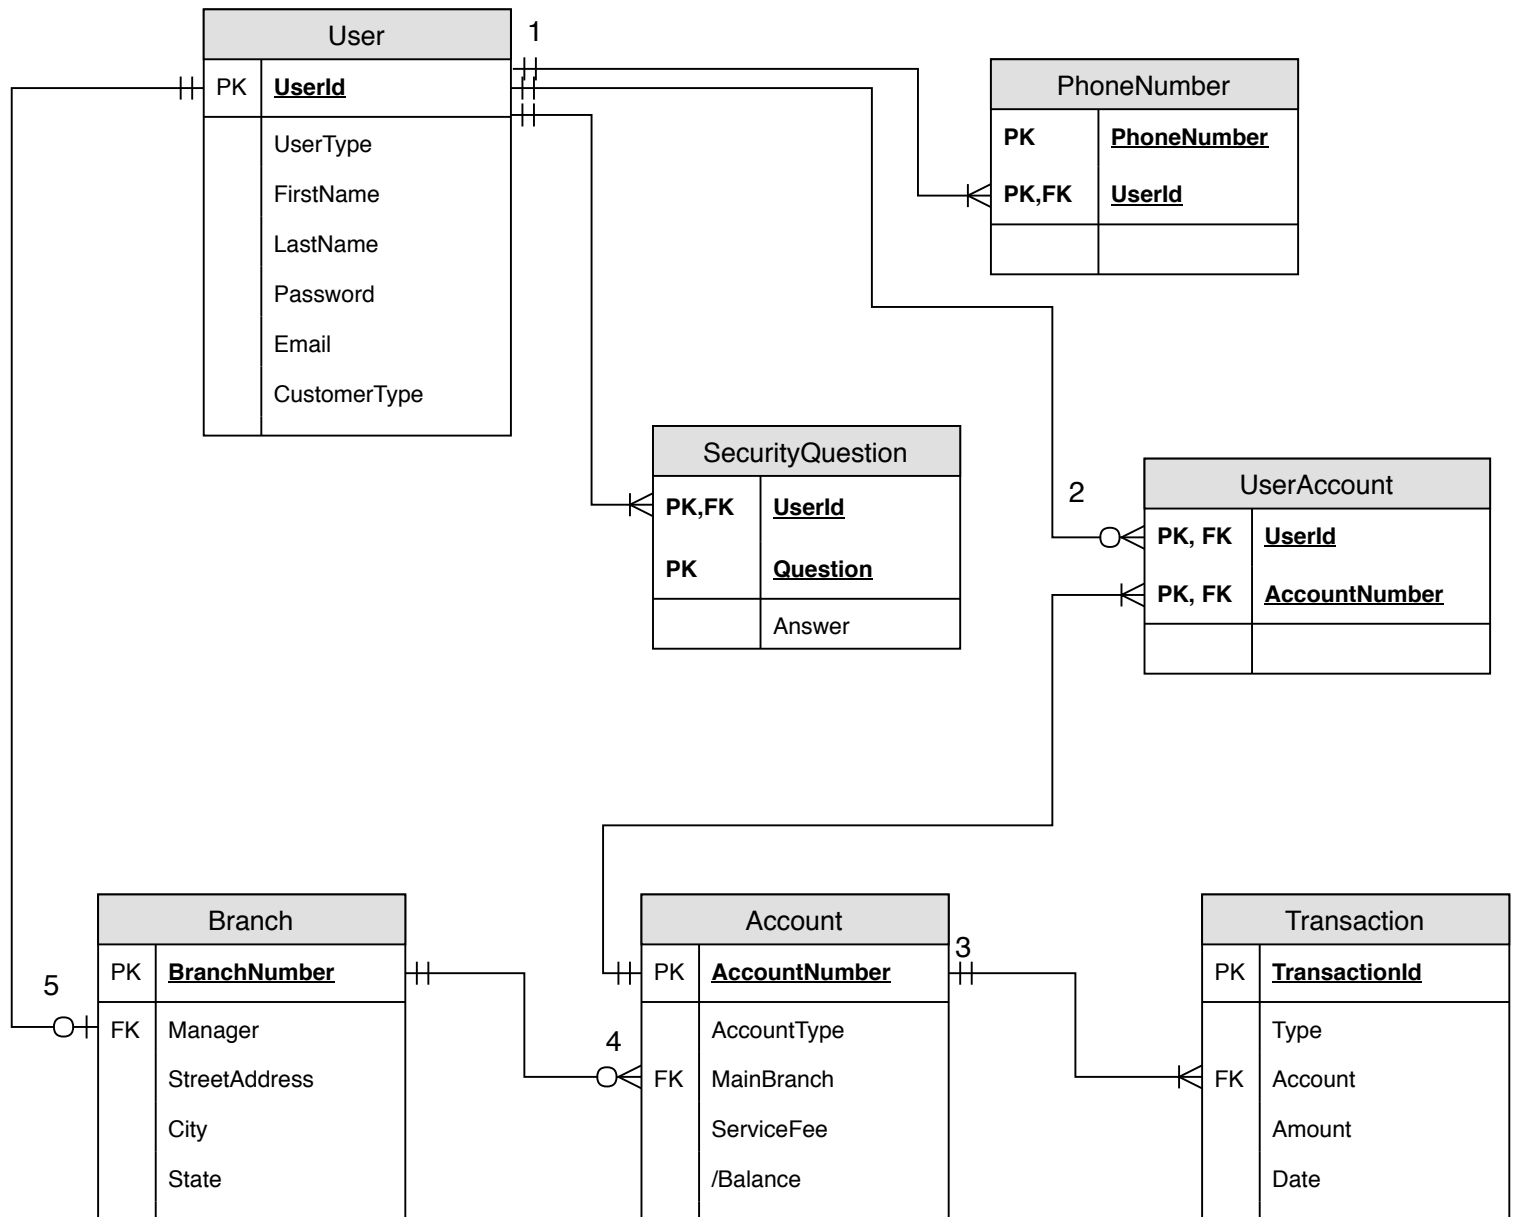 User
1
PK UserId
UserType
FirstName
LastName
Password
Email
CustomerType
PhoneNumber
PK PhoneNumber
PK,FK UserId
SecurityQuestion
PK,FK UserId
PK Question
Answer
2
UserAccount
PK, FK UserId
PK, FK AccountNumber
5
Branch
PK BranchNumber
FK Manager
StreetAddress
City
State
4
Account
3
PK AccountNumber
AccountType
FK MainBranch
ServiceFee
/Balance
Transaction
PK TransactionId
Type
FK Account
Amount
Date